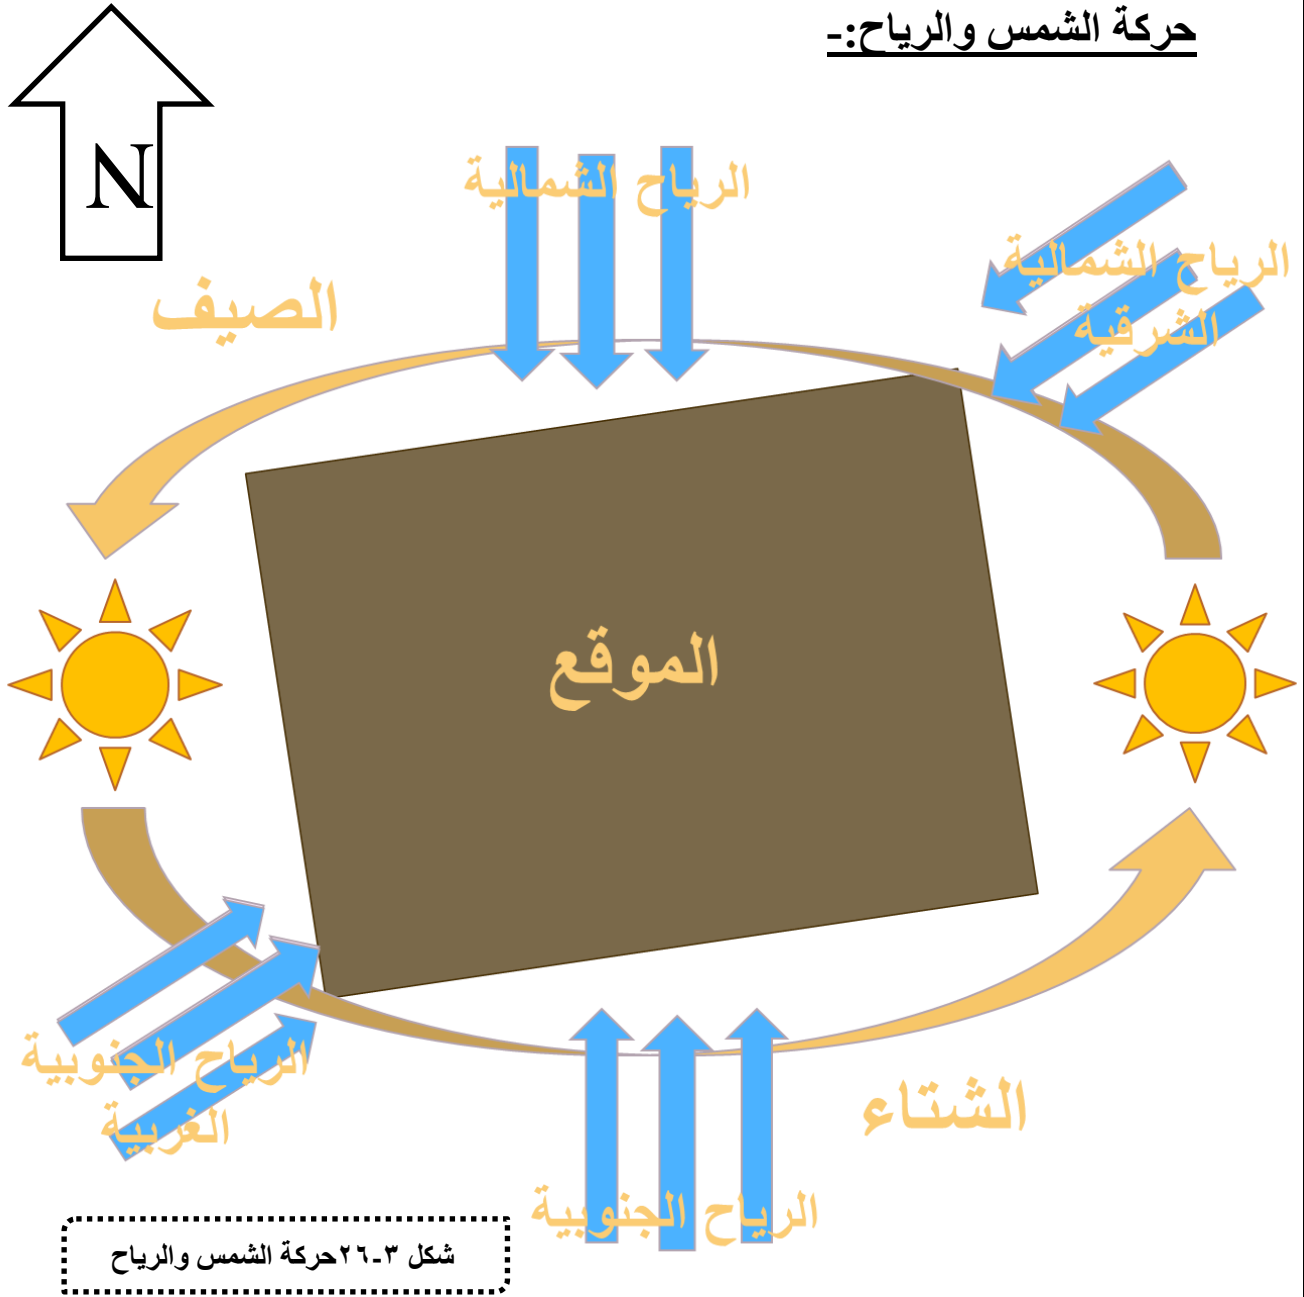 حركة الشمس والرياح:-
N
الرياح الشمالية
الرياح الشمالية
الشرقية
الصيف
الموقع
الرياح الجنوبية
الغربية
الشتاء
الرياح الجنوبية
شكل ٣-٢٦حركة الشمس والرياح